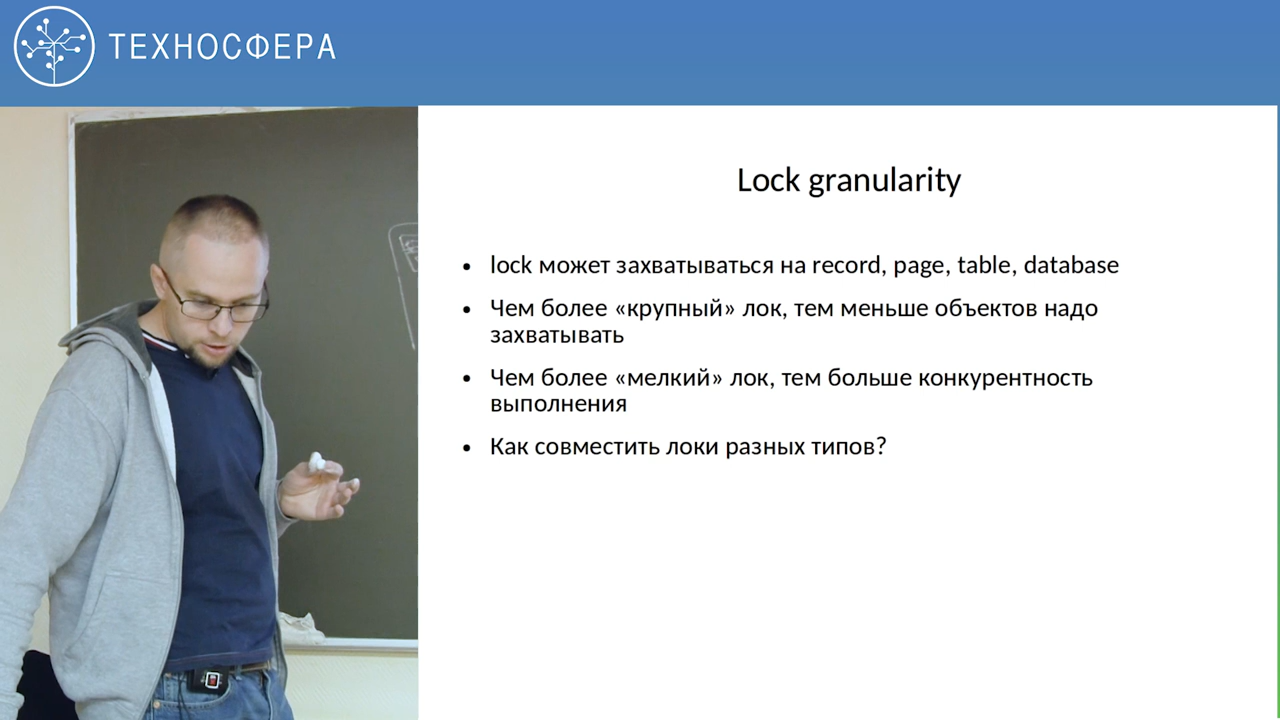 ТЕХНОСФЕРА
Lock granularity
• lock может захватываться на record, page, table, database
• Чем более «крупный» лок, тем меньше объектов надо
захватывать
• Чем более «мелкий» лок, тем больше конкурентность
выполнения
• Как совместить локи разных типов?